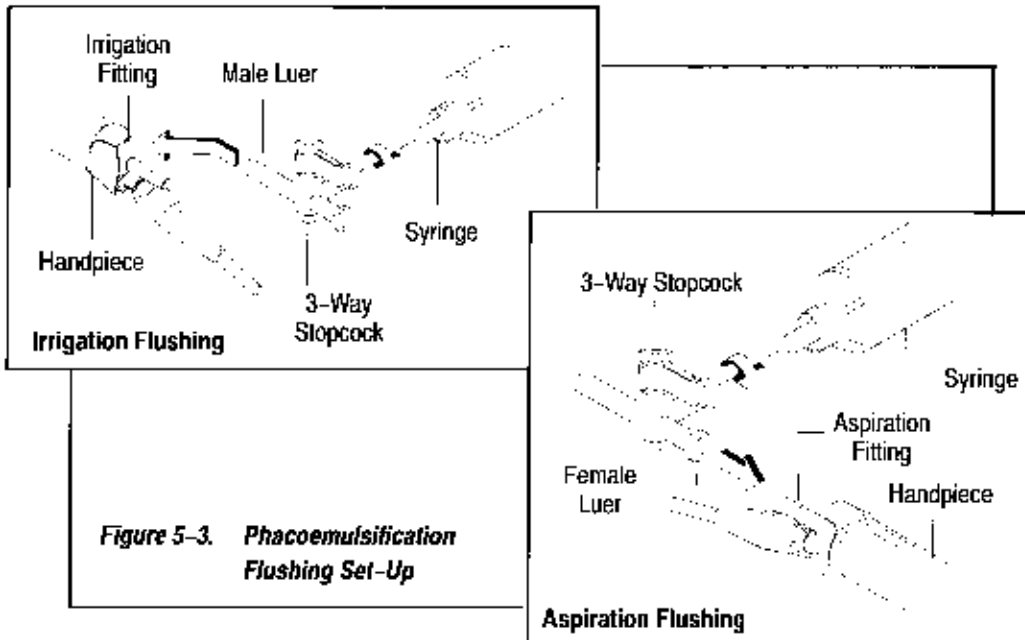 Irrigation
Fitting
Male Luer
Syringe
Handpiece
3-Way
Stopcock
Irrigation Flushing
3-Way Stopcock
Syringe
Aspiration
Fitting
Female
Luer
Handpiece
Aspiration Flushing
Figure 5-3. Phacoemulsification
Flushing Set-Up